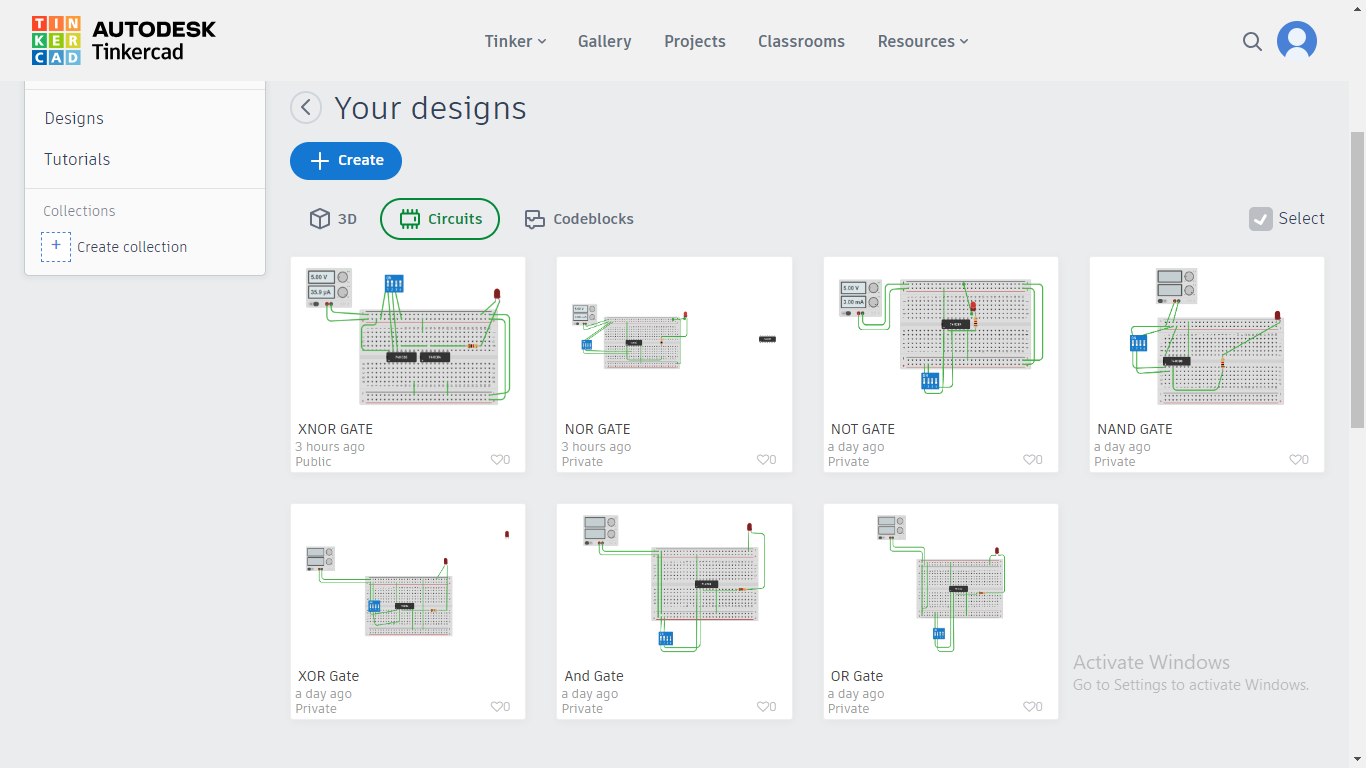 TINKERCAD
AUTODESK
Tinkercad
Tinker
Gallery
Projects
Classrooms
Resources
Designs
Tutorials
Collections
+ Create collection
Your designs
Create
3D
Circuits
Codeblocks
Select
5.00 V
35.9 µA
XNOR GATE
3 hours ago
Public
0
NOR GATE
3 hours ago
Private
0
5.00 V
3.00 mA
NOT GATE
a day ago
Private
0
NAND GATE
a day ago
Private
0
XOR Gate
a day ago
Private
0
And Gate
a day ago
Private
0
OR Gate
a day ago
Private
0
Activate Windows
Go to Settings to activate Windows.